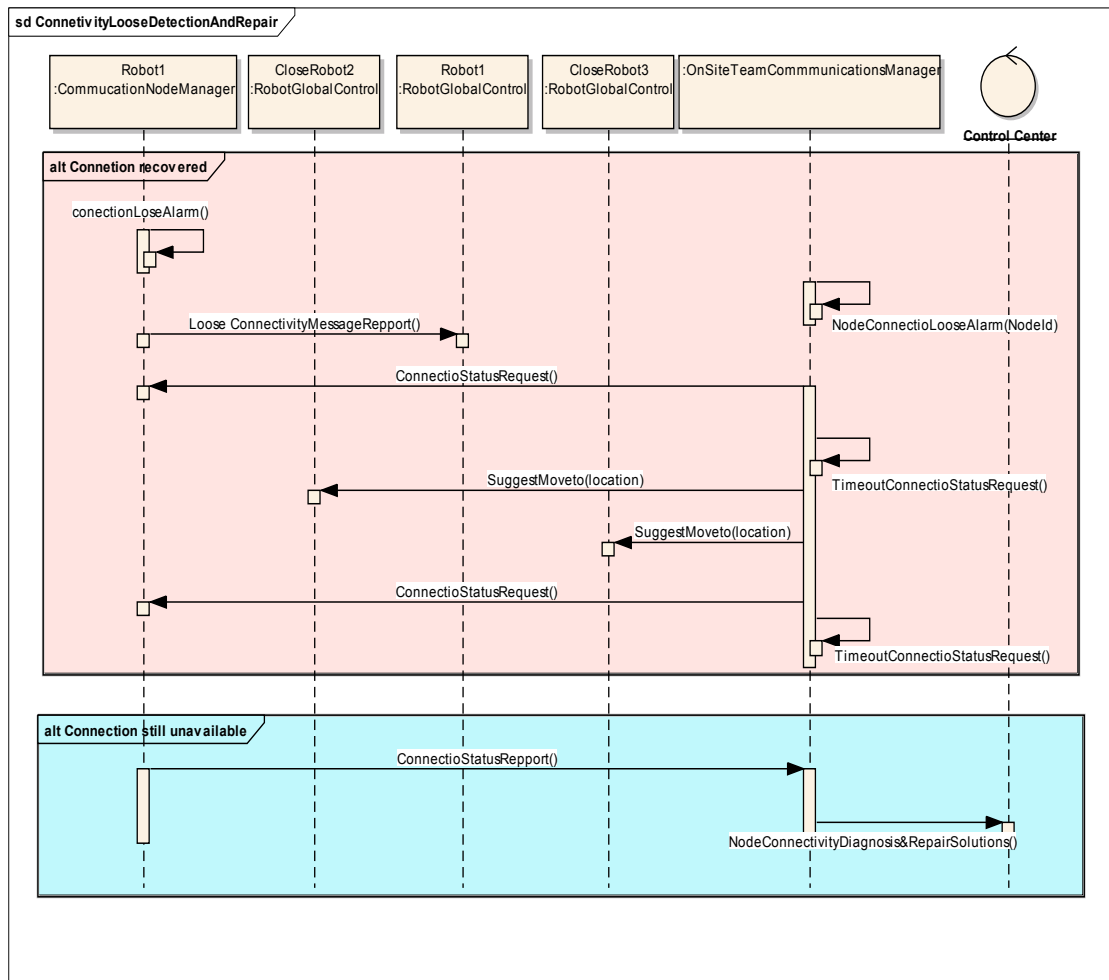 sd ConnetivityLooseDetectionAndRepair
Robot1
:CommucationNodeManager
CloseRobot2
:RobotGlobalControl
Robot1
:RobotGlobalControl
CloseRobot3
:RobotGlobalControl
:OnSiteTeamCommmunicationsManager
Control Center
alt Connetion recovered
conectionLoseAlarm()
NodeConnectioLooseAlarm(NodeId)
Loose ConnectivityMessageRepport()
ConnectioStatusRequest()
TimeoutConnectioStatusRequest()
SuggestMoveto(location)
SuggestMoveto(location)
ConnectioStatusRequest()
TimeoutConnectioStatusRequest()
alt Connection still unavailable
ConnectioStatusRepport()
NodeConnectivityDiagnosis&RepairSolutions()